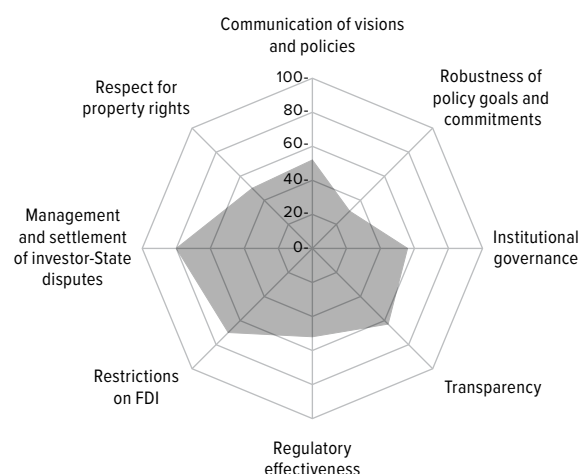 Communication of visions
and policies
Robustness of
policy goals and
commitments
Institutional
governance
Transparency
Regulatory
effectiveness
Restrictions
on FDI
Management
and settlement
of investor-State
disputes
Respect for
property rights
100-
80-
60-
40-
20-
0-